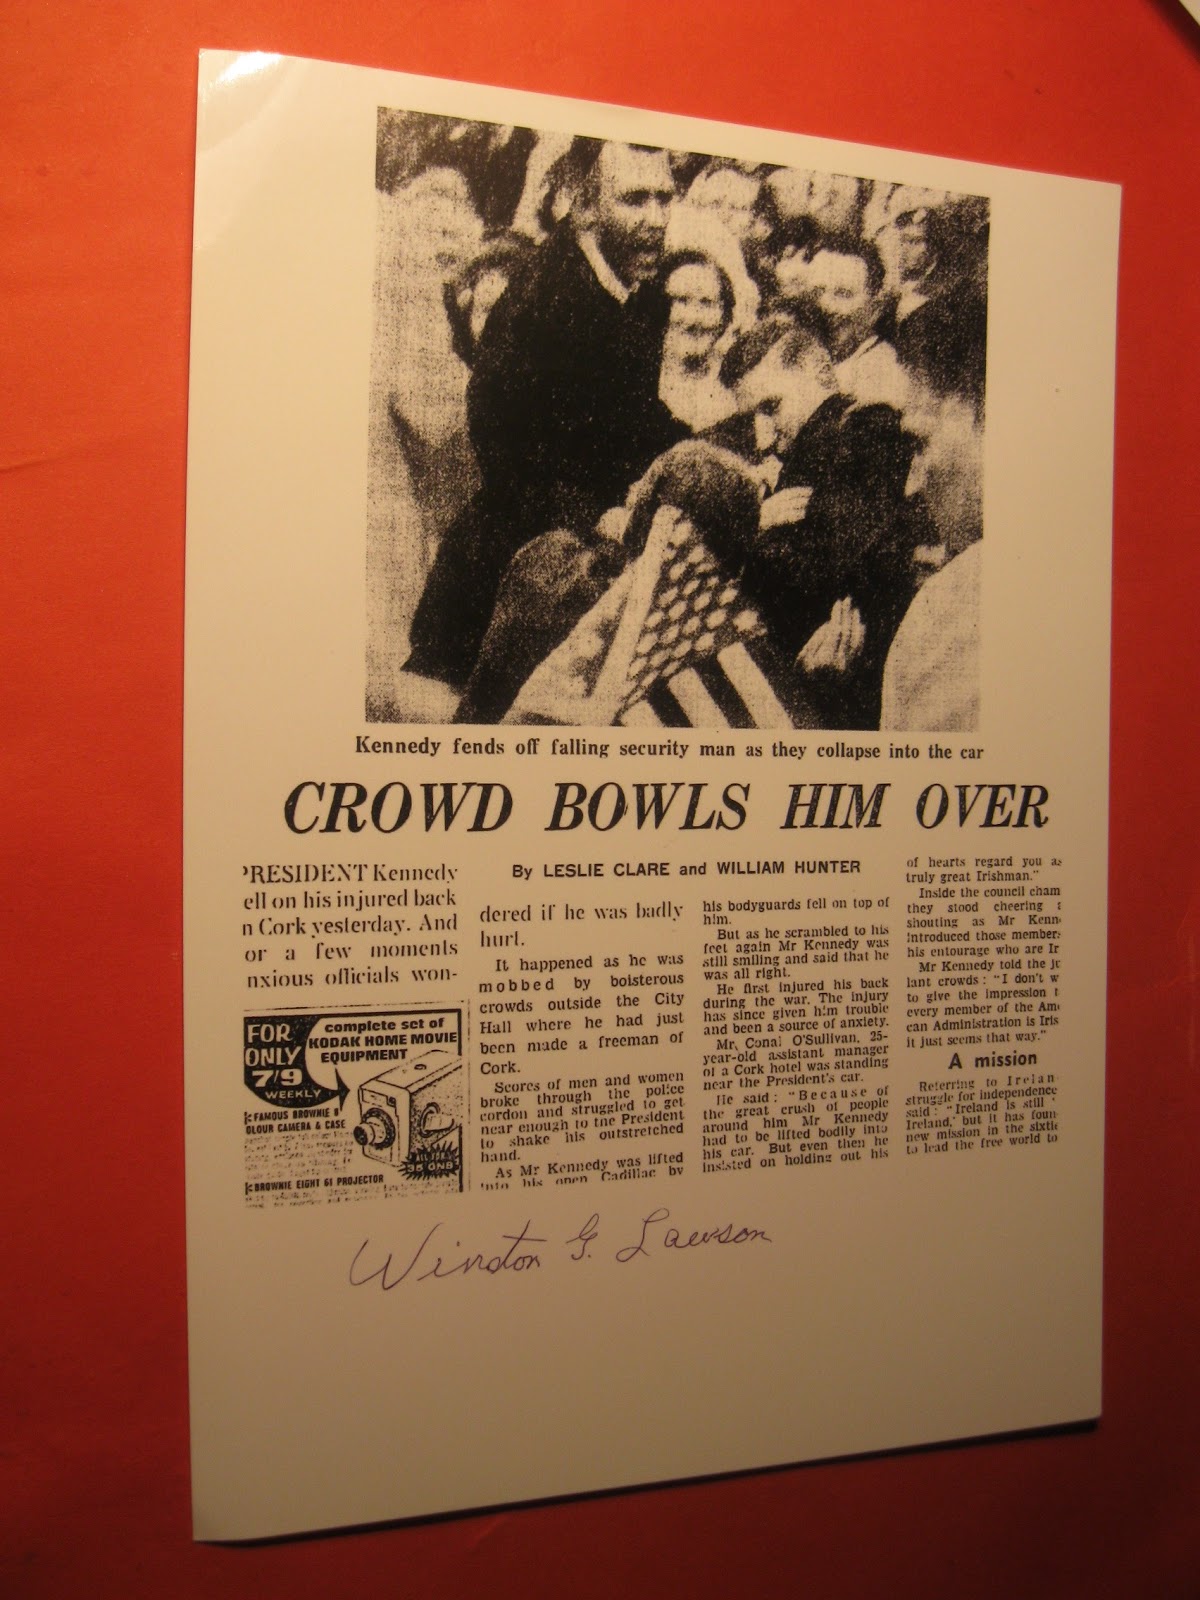 Kennedy fends off falling security man as they collapse into the car
CROWD BOWLS HIM OVER
By LESLIE CLARE and WILLIAM HUNTER
PRESIDENT Kennedy
ell on his injured back
n Cork yesterday. And
or a few moments
nxious officials won-
dered if he was badly
hurt.
It happened as he was
mobbed by boisterous
crowds outside the City
Hall where he had just
been made a freeman of
Cork.
Scores of men and women
broke through the police
cordon and struggled to get
near enough to the President
to shake his outstretched
hand.
As Mr Kennedy was lifted
into his open Cadillac by
his bodyguards fell on top of
him.
But as he scrambled to his
feet again Mr Kennedy was
still smiling and said that he
was all right.
He first injured his back
during the war. The injury
has since given him trouble
and been a source of anxiety.
Mr. Conal O'Sullivan, 25-
year-old assistant manager
of a Cork hotel was standing
near the President's car.
He said: "Because of
the great crush of people
around him Mr Kennedy
had to be lifted bodily into
his car. But even then he
insisted on holding out his
of hearts regard you as
truly great Irishman."
Inside the council cham
they stood cheering
shouting as Mr Kenn
introduced those members
his entourage who are Ir
Mr Kennedy told the ju
lant crowds: "I don't w
to give the impression t
every member of the Am
can Administration is Iris
it just seems that way."
A mission
Referring to Irelan
struggle for independence
said: "Ireland is still
Ireland, but it has foun
new mission in the sixtie
to lead the free world to
FOR
ONLY
7/9
WEEKLY
complete set of
KODAK HOME MOVIE
EQUIPMENT
FAMOUS BROWNIE 8
OLOUR CAMERA & CASE
BROWNIE EIGHT 61 PROJECTOR
Winston G. Lawson